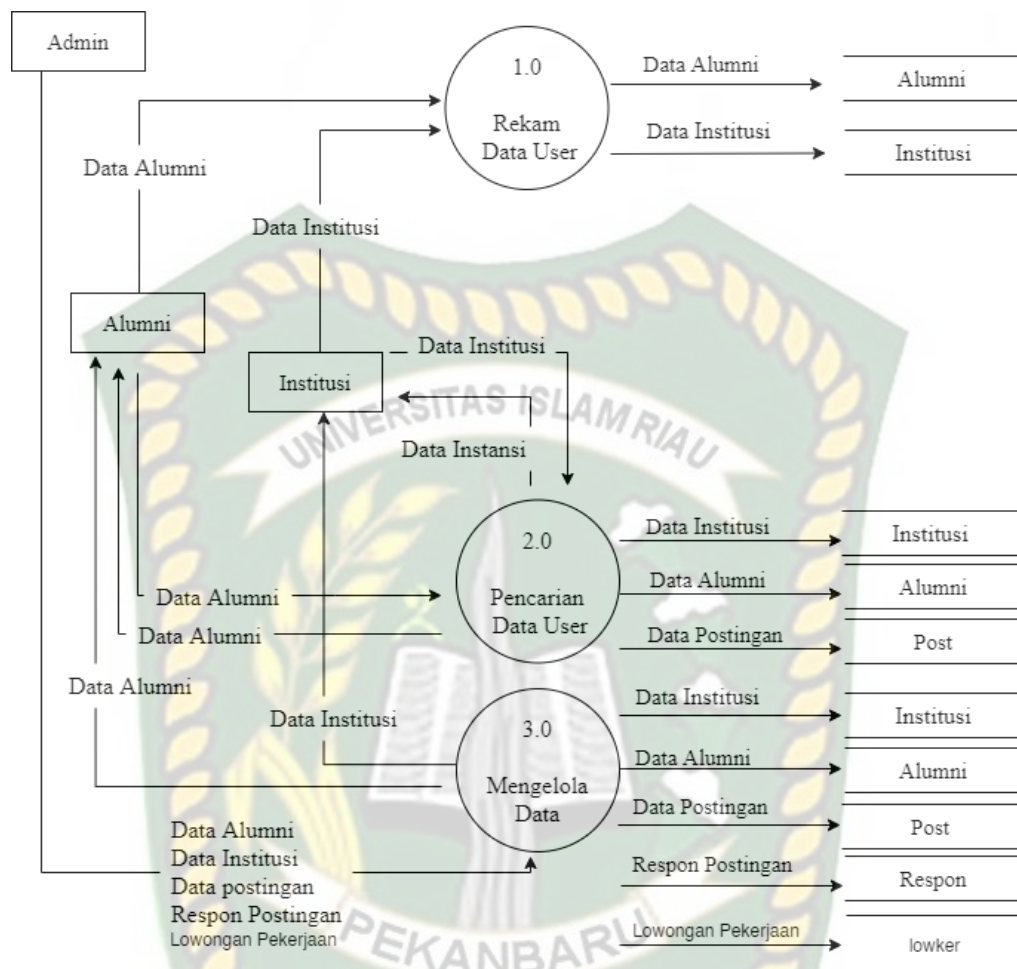 Admin
1.0
Rekam
Data User
Data Alumni
Alumni
Data Institusi
Institusi
Data Alumni
Data Institusi
Alumni
Institusi
Data Institusi
UNIVERSITAS ISLAM RIAU
Data Instansi
2.0
Pencarian
Data User
Data Institusi
Institusi
Data Alumni
Alumni
Data Postingan
Post
Data Alumni
Data Alumni
Data Alumni
Data Institusi
3.0
Mengelola
Data
Data Institusi
Institusi
Data Alumni
Alumni
Data Postingan
Post
Respon Postingan
Respon
Lowongan Pekerjaan
lowker
Data Alumni
Data Institusi
Data postingan
Respon Postingan
Lowongan Pekerjaan
PEKANBARU